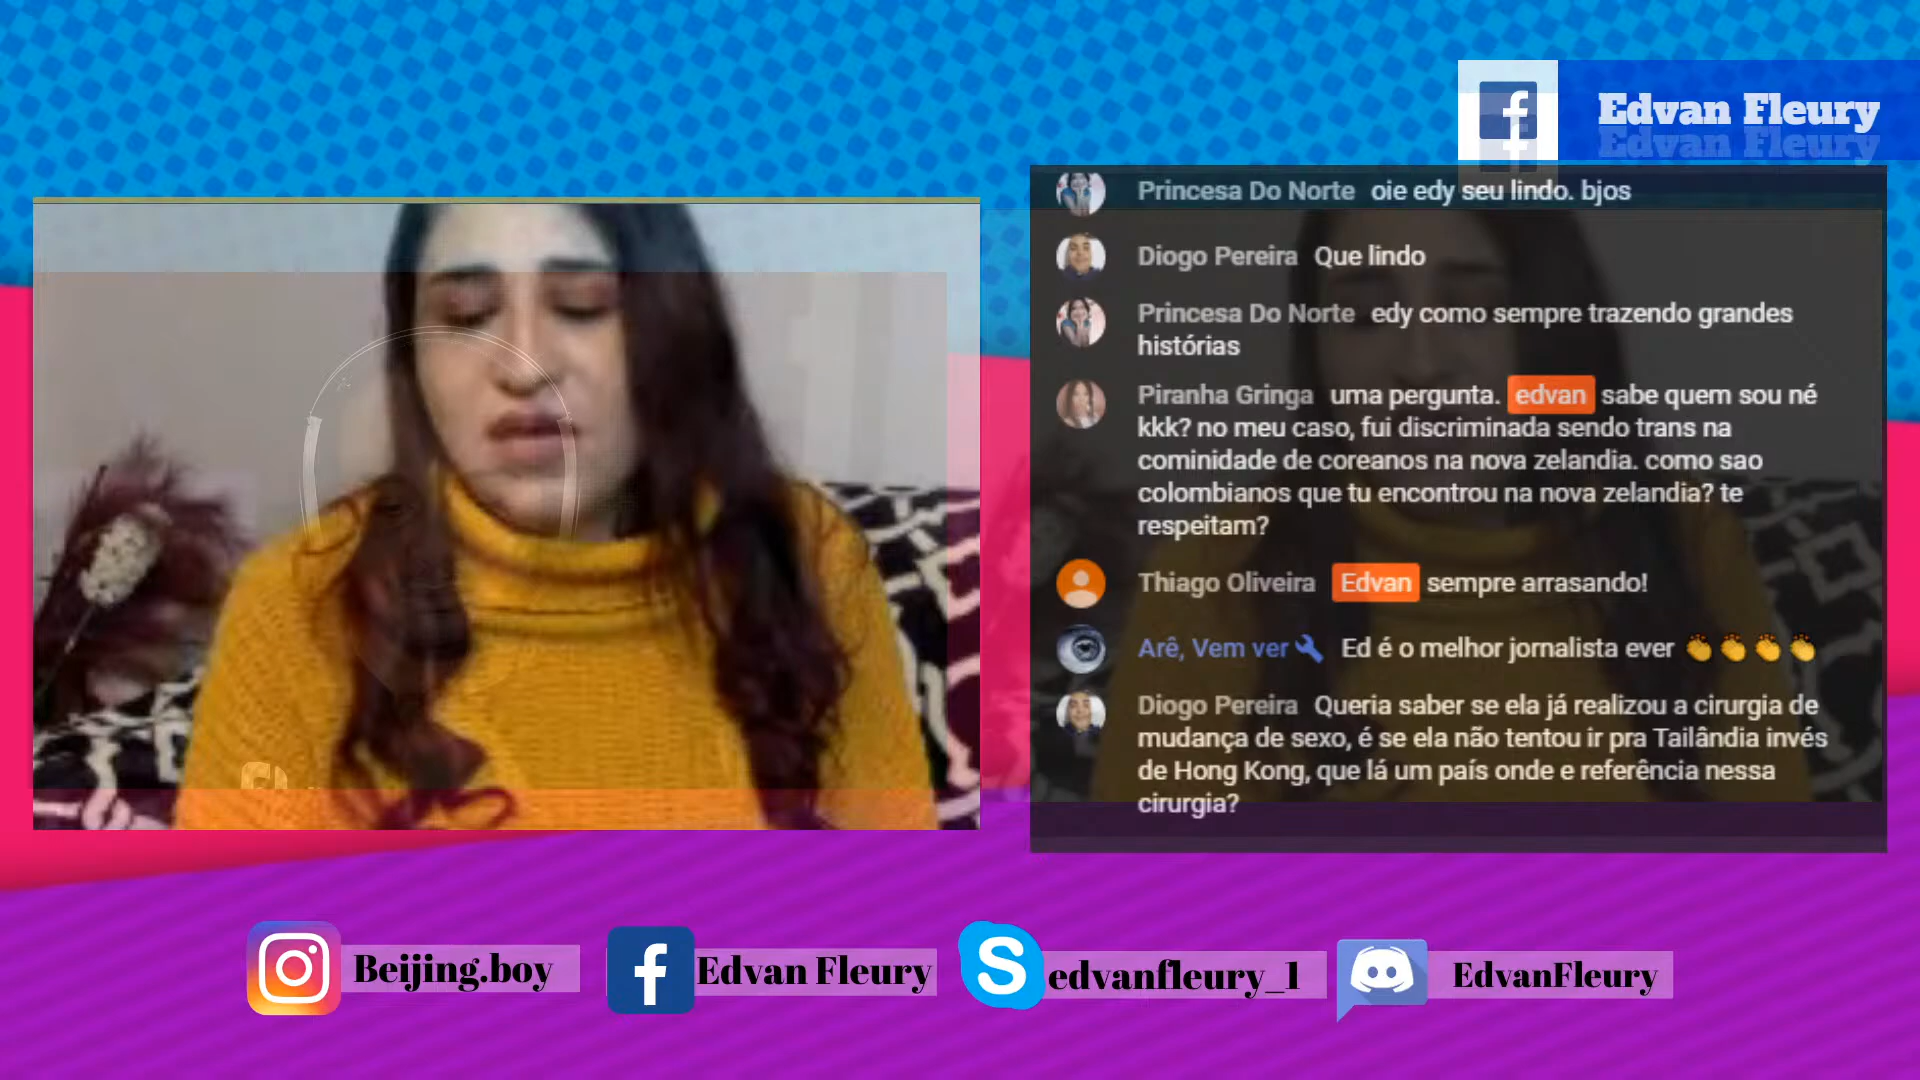 Edvan Fleury
Edvan Fleury
Princesa Do Norte oie edy seu lindo. bjos
Diogo Pereira Que lindo
Princesa Do Norte edy como sempre trazendo grandes
histórias
Piranha Gringa uma pergunta. edvan sabe quem sou né
kkk? no meu caso, fui discriminada sendo trans na
cominidade de coreanos na nova zelandia. como sao
colombianos que tu encontrou na nova zelandia? te
respeitam?
Thiago Oliveira Edvan sempre arrasando!
Arê, Vem ver Ed é o melhor jornalista ever 👏👏👏👏
Diogo Pereira Queria saber se ela já realizou a cirurgia de
mudança de sexo, é se ela não tentou ir pra Tailândia invés
de Hong Kong, que lá um país onde e referência nessa
cirurgia?
Beijing.boy
Edvan Fleury
edvanfleury_1
EdvanFleury